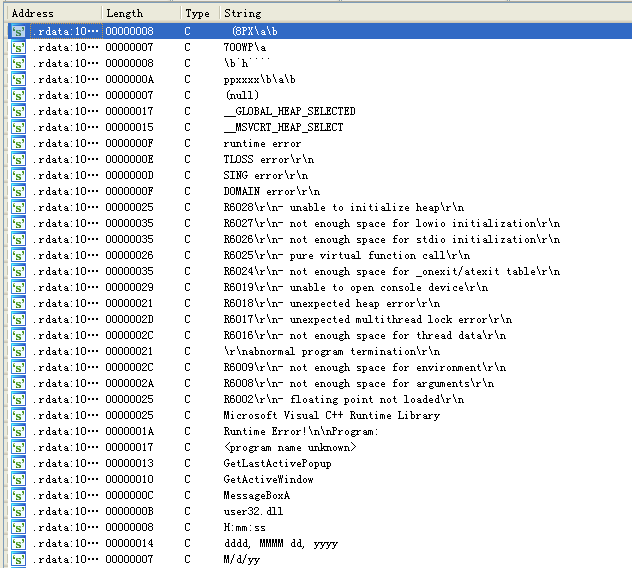 Address Length Type String
.rdata:10… 00000008 C (8PX\a\b
.rdata:10… 00000007 C 700WP\a
.rdata:10… 00000008 C \b`h````
.rdata:10… 0000000A C ppxxxx\b\a\b
.rdata:10… 00000007 C (null)
.rdata:10… 00000017 C __GLOBAL_HEAP_SELECTED
.rdata:10… 00000015 C __MSVCRT_HEAP_SELECT
.rdata:10… 0000000F C runtime error
.rdata:10… 0000000E C TLOSS error\r\n
.rdata:10… 0000000D C SING error\r\n
.rdata:10… 0000000F C DOMAIN error\r\n
.rdata:10… 00000025 C R6028\r\n- unable to initialize heap\r\n
.rdata:10… 00000035 C R6027\r\n- not enough space for lowio initialization\r\n
.rdata:10… 00000035 C R6026\r\n- not enough space for stdio initialization\r\n
.rdata:10… 00000026 C R6025\r\n- pure virtual function call\r\n
.rdata:10… 00000035 C R6024\r\n- not enough space for _onexit/atexit table\r\n
.rdata:10… 00000029 C R6019\r\n- unable to open console device\r\n
.rdata:10… 00000021 C R6018\r\n- unexpected heap error\r\n
.rdata:10… 0000002D C R6017\r\n- unexpected multithread lock error\r\n
.rdata:10… 0000002C C R6016\r\n- not enough space for thread data\r\n
.rdata:10… 00000021 C \r\nabnormal program termination\r\n
.rdata:10… 0000002C C R6009\r\n- not enough space for environment\r\n
.rdata:10… 0000002A C R6008\r\n- not enough space for arguments\r\n
.rdata:10… 00000025 C R6002\r\n- floating point not loaded\r\n
.rdata:10… 00000025 C Microsoft Visual C++ Runtime Library
.rdata:10… 0000001A C Runtime Error!\n\nProgram:
.rdata:10… 00000017 C <program name unknown>
.rdata:10… 00000013 C GetLastActivePopup
.rdata:10… 00000010 C GetActiveWindow
.rdata:10… 0000000C C MessageBoxA
.rdata:10… 0000000B C user32.dll
.rdata:10… 00000008 C H:mm:ss
.rdata:10… 00000014 C dddd, MMMM dd, yyyy
.rdata:10… 00000007 C M/d/yy